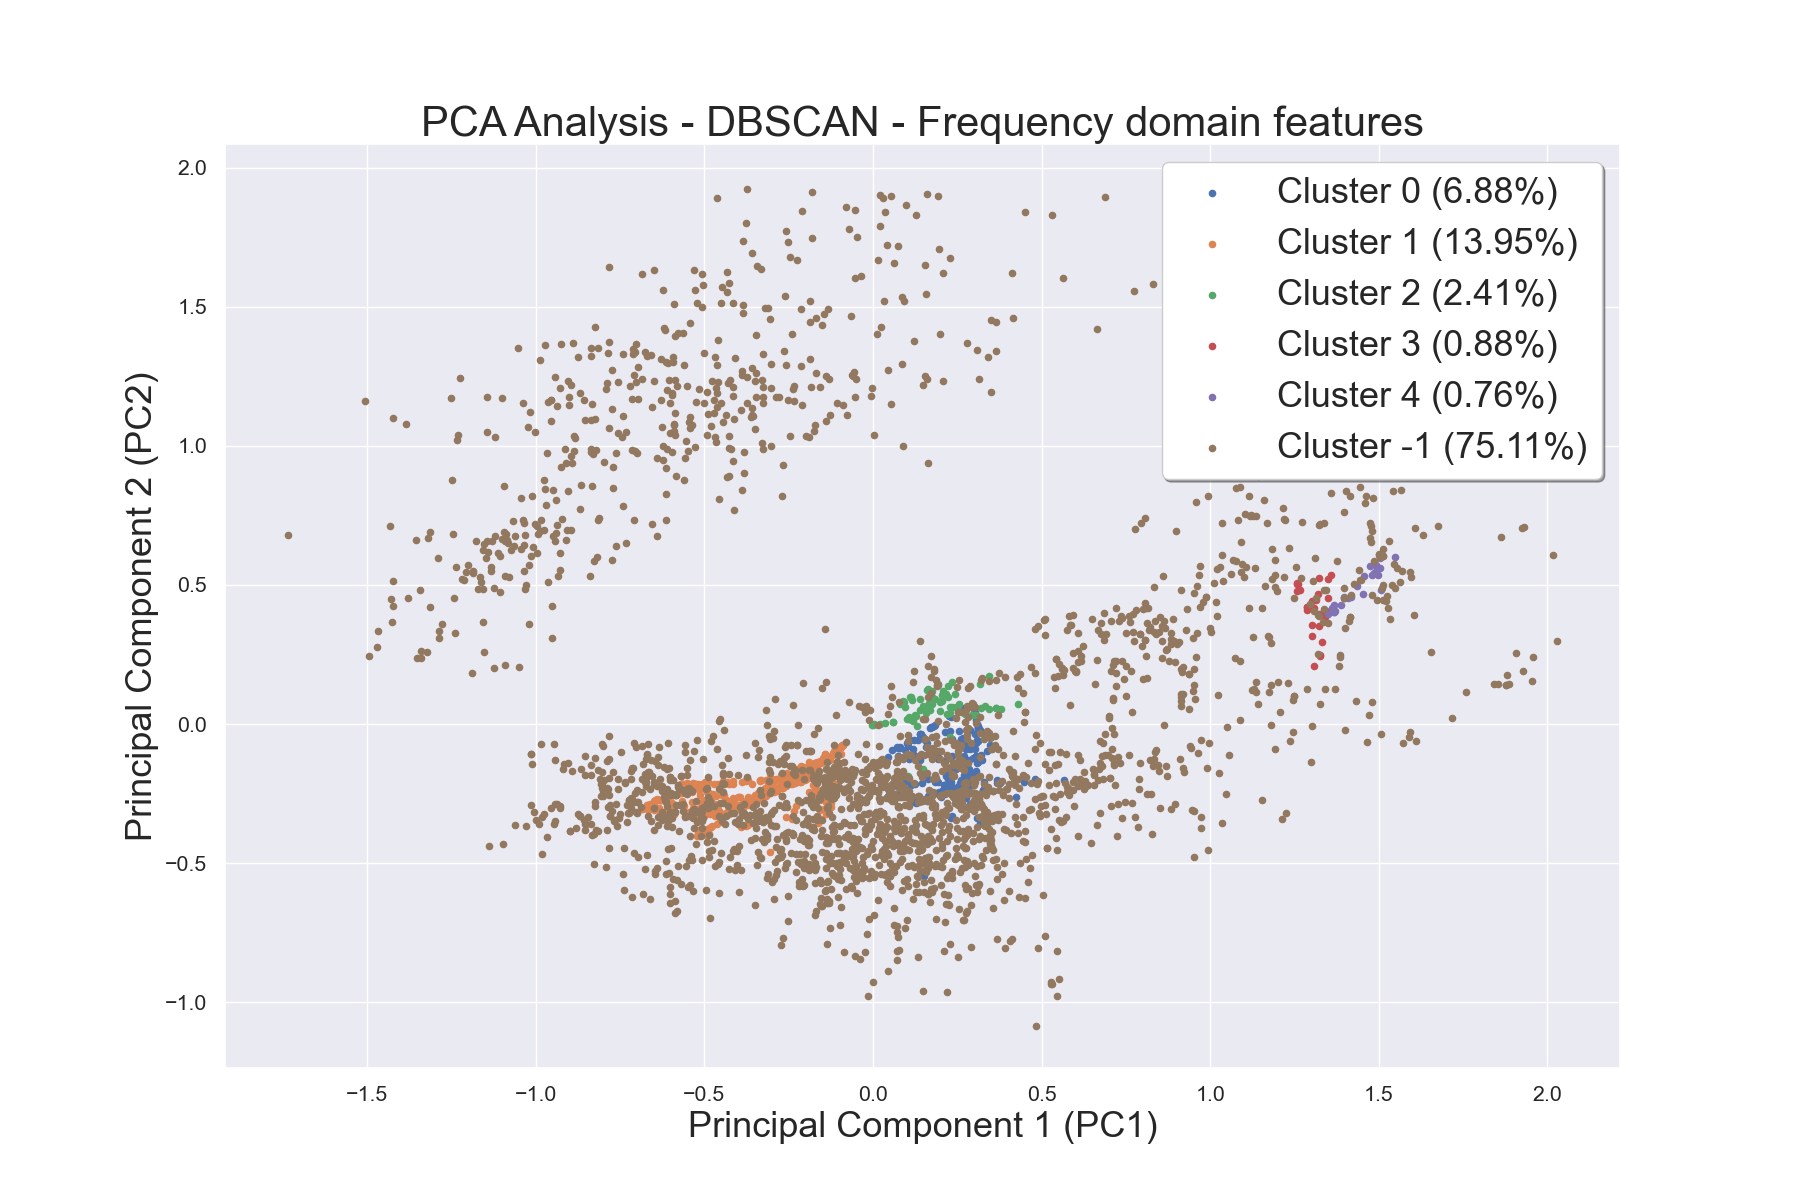 PCA Analysis - DBSCAN - Frequency domain features
Cluster 0 (6.88%)
Cluster 1 (13.95%)
Cluster 2 (2.41%)
Cluster 3 (0.88%)
Cluster 4 (0.76%)
Cluster -1 (75.11%)
Principal Component 2 (PC2)
2.0
1.5
1.0
0.5
0.0
−0.5
−1.0
−1.5 −1.0 −0.5 0.0 0.5 1.0 1.5 2.0
Principal Component 1 (PC1)